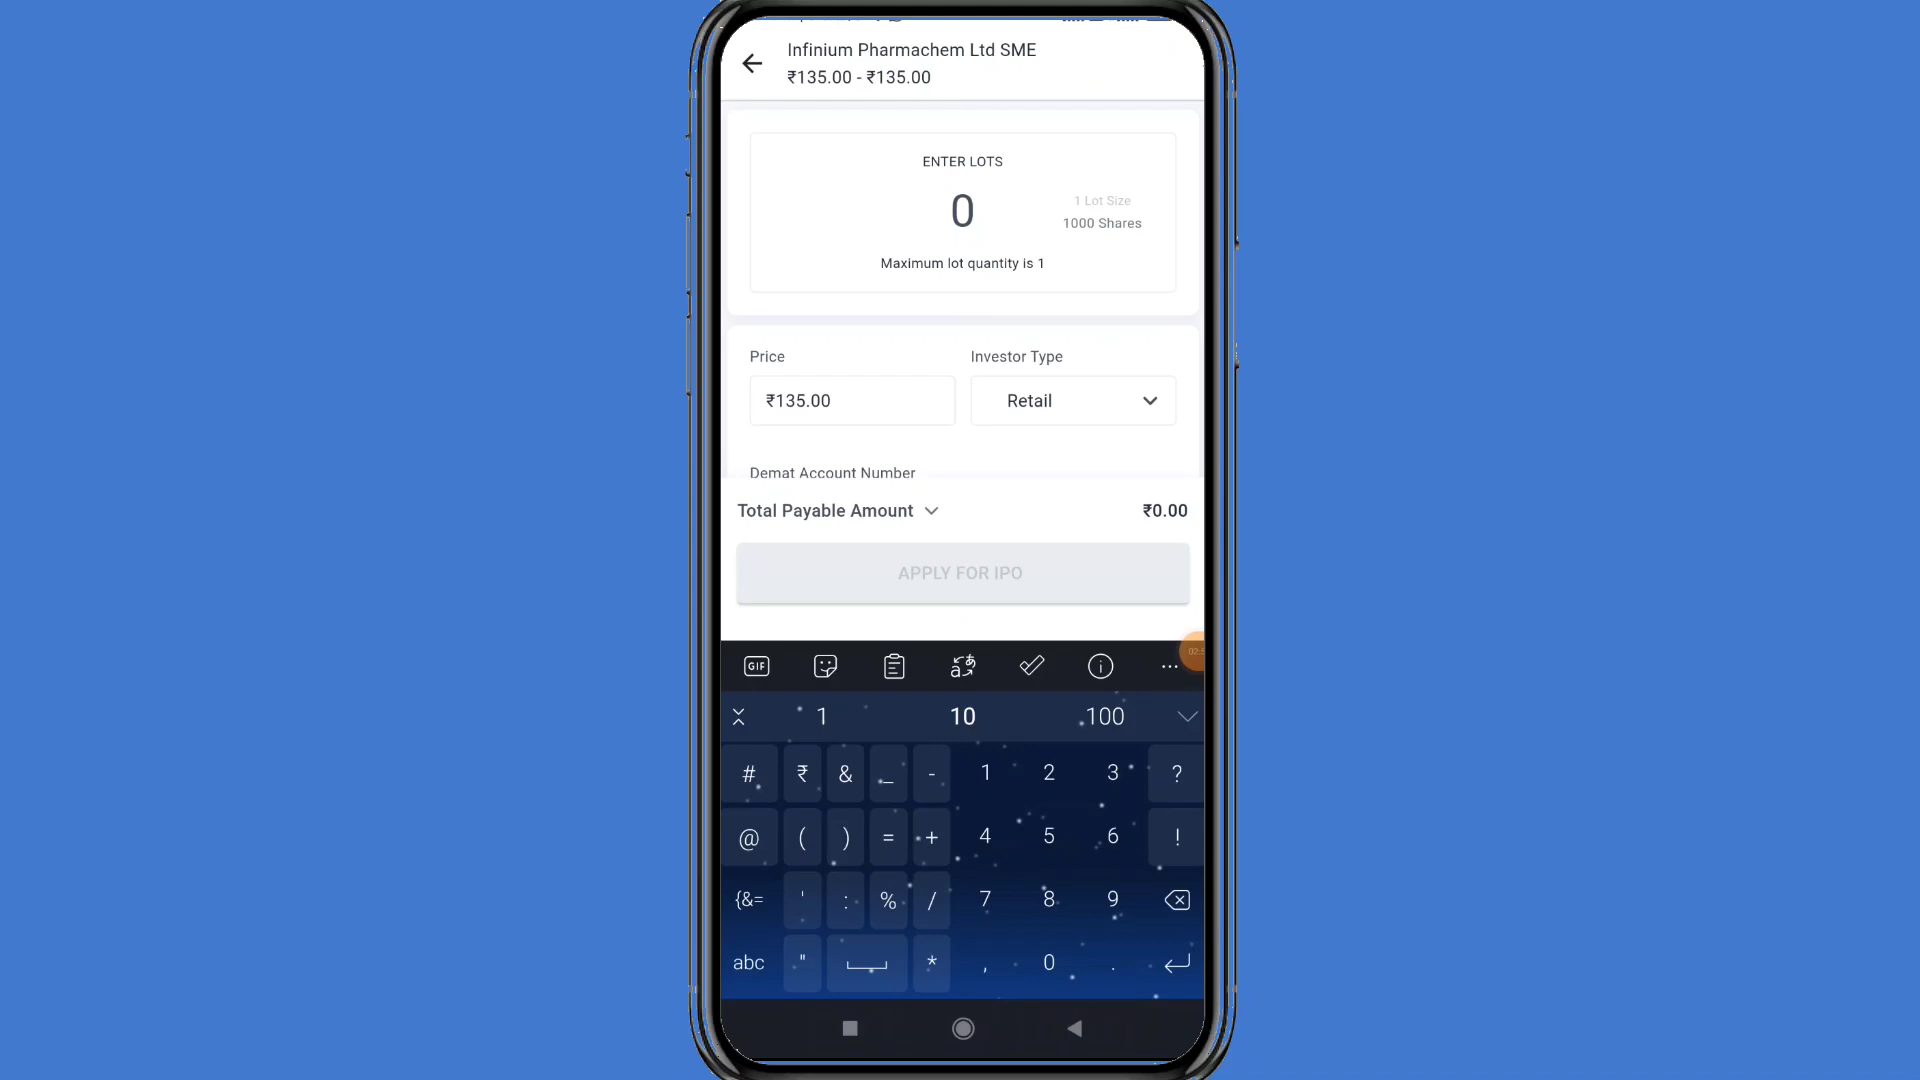 Infinium Pharmachem Ltd SME
₹135.00 - ₹135.00
ENTER LOTS
0
1 Lot Size
1000 Shares
Maximum lot quantity is 1
Price
Investor Type
₹135.00
Retail
Demat Account Number
Total Payable Amount
₹0.00
APPLY FOR IPO
GIF
1 10 100
# ₹ & _ - 1 2 3 ?
@ ( ) = + 4 5 6 !
{&= ' : % / 7 8 9
abc " * , 0 .